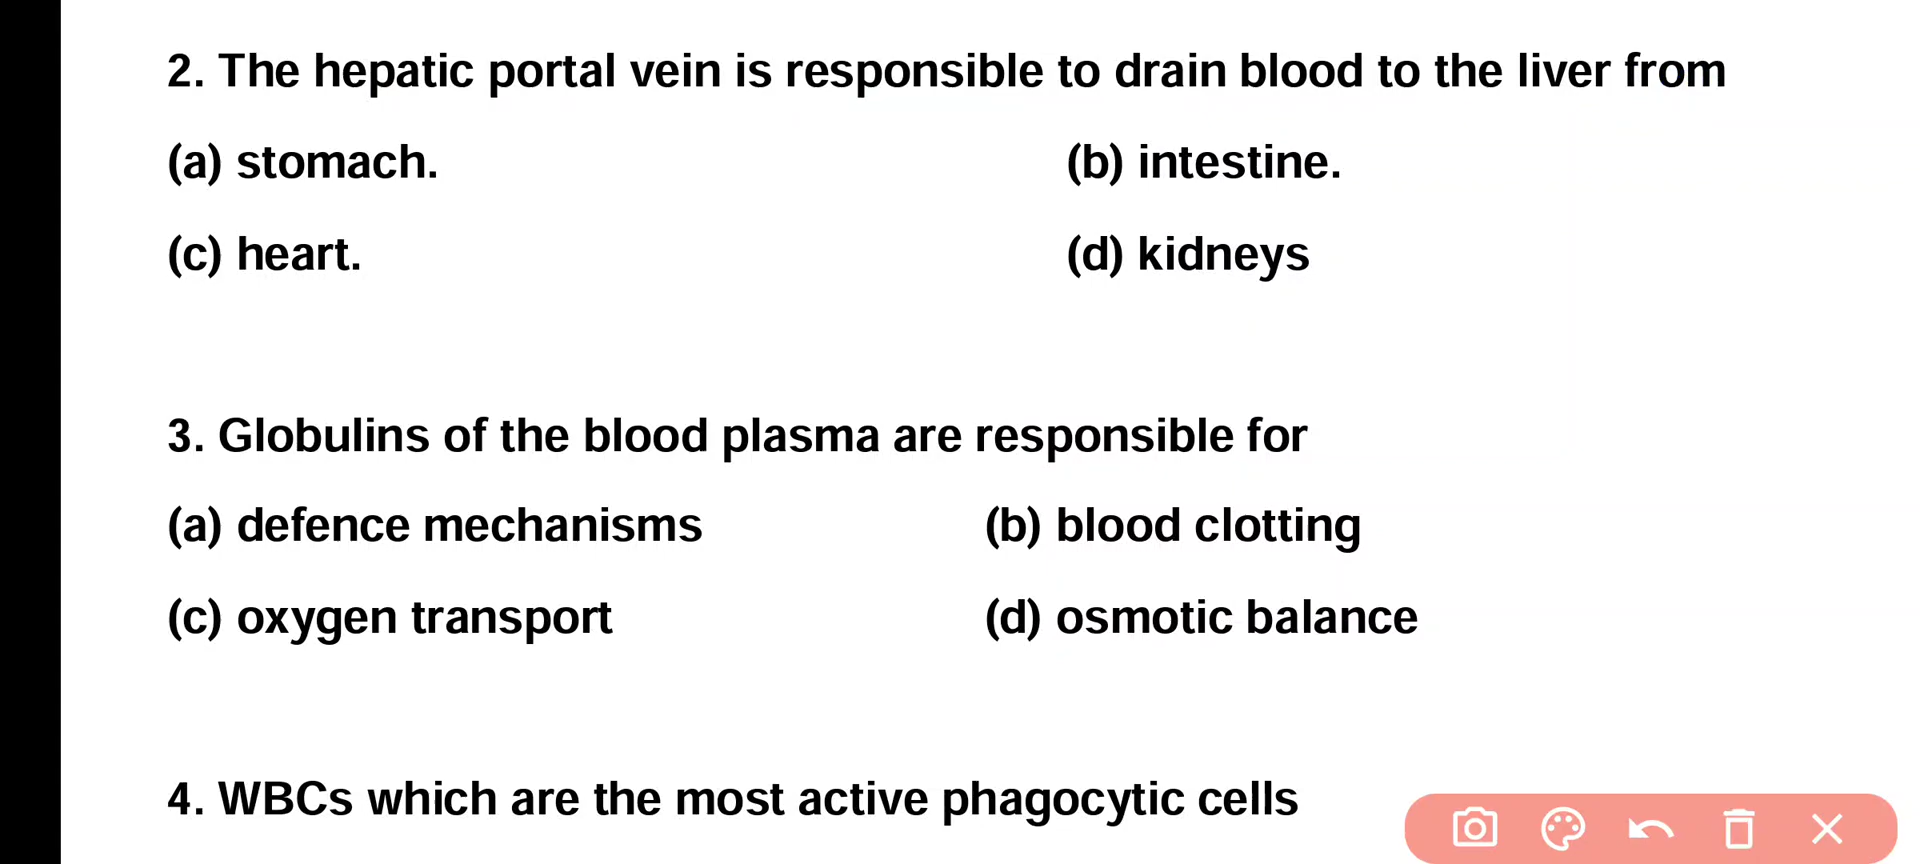 2. The hepatic portal vein is responsible to drain blood to the liver from
(a) stomach. (b) intestine.
(c) heart. (d) kidneys
3. Globulins of the blood plasma are responsible for
(a) defence mechanisms (b) blood clotting
(c) oxygen transport (d) osmotic balance
4. WBCs which are the most active phagocytic cells